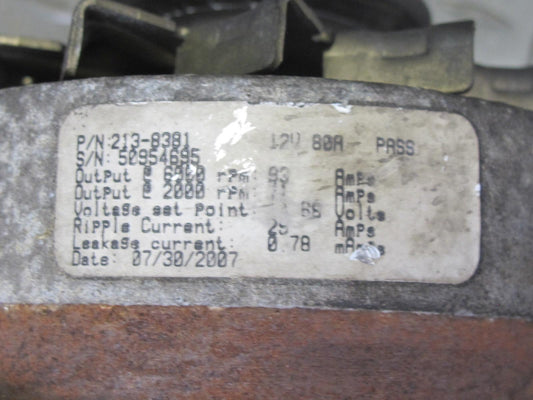 P/N:213-8381 12V 80A - PASS
S/N: 50954695
Output @ 6000 rpm: 93 Amps
Output @ 2000 rpm: Amps
Voltage set Point: Volts
Ripple Current: Amps
Leakage current: 0.78 mAmps
Date: 07/30/2007